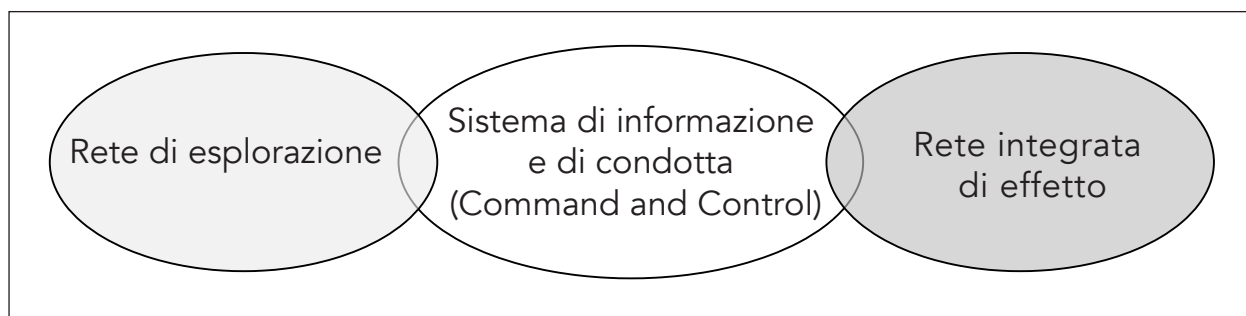 Rete di esplorazione
Sistema di informazione
e di condotta
(Command and Control)
Rete integrata
di effetto